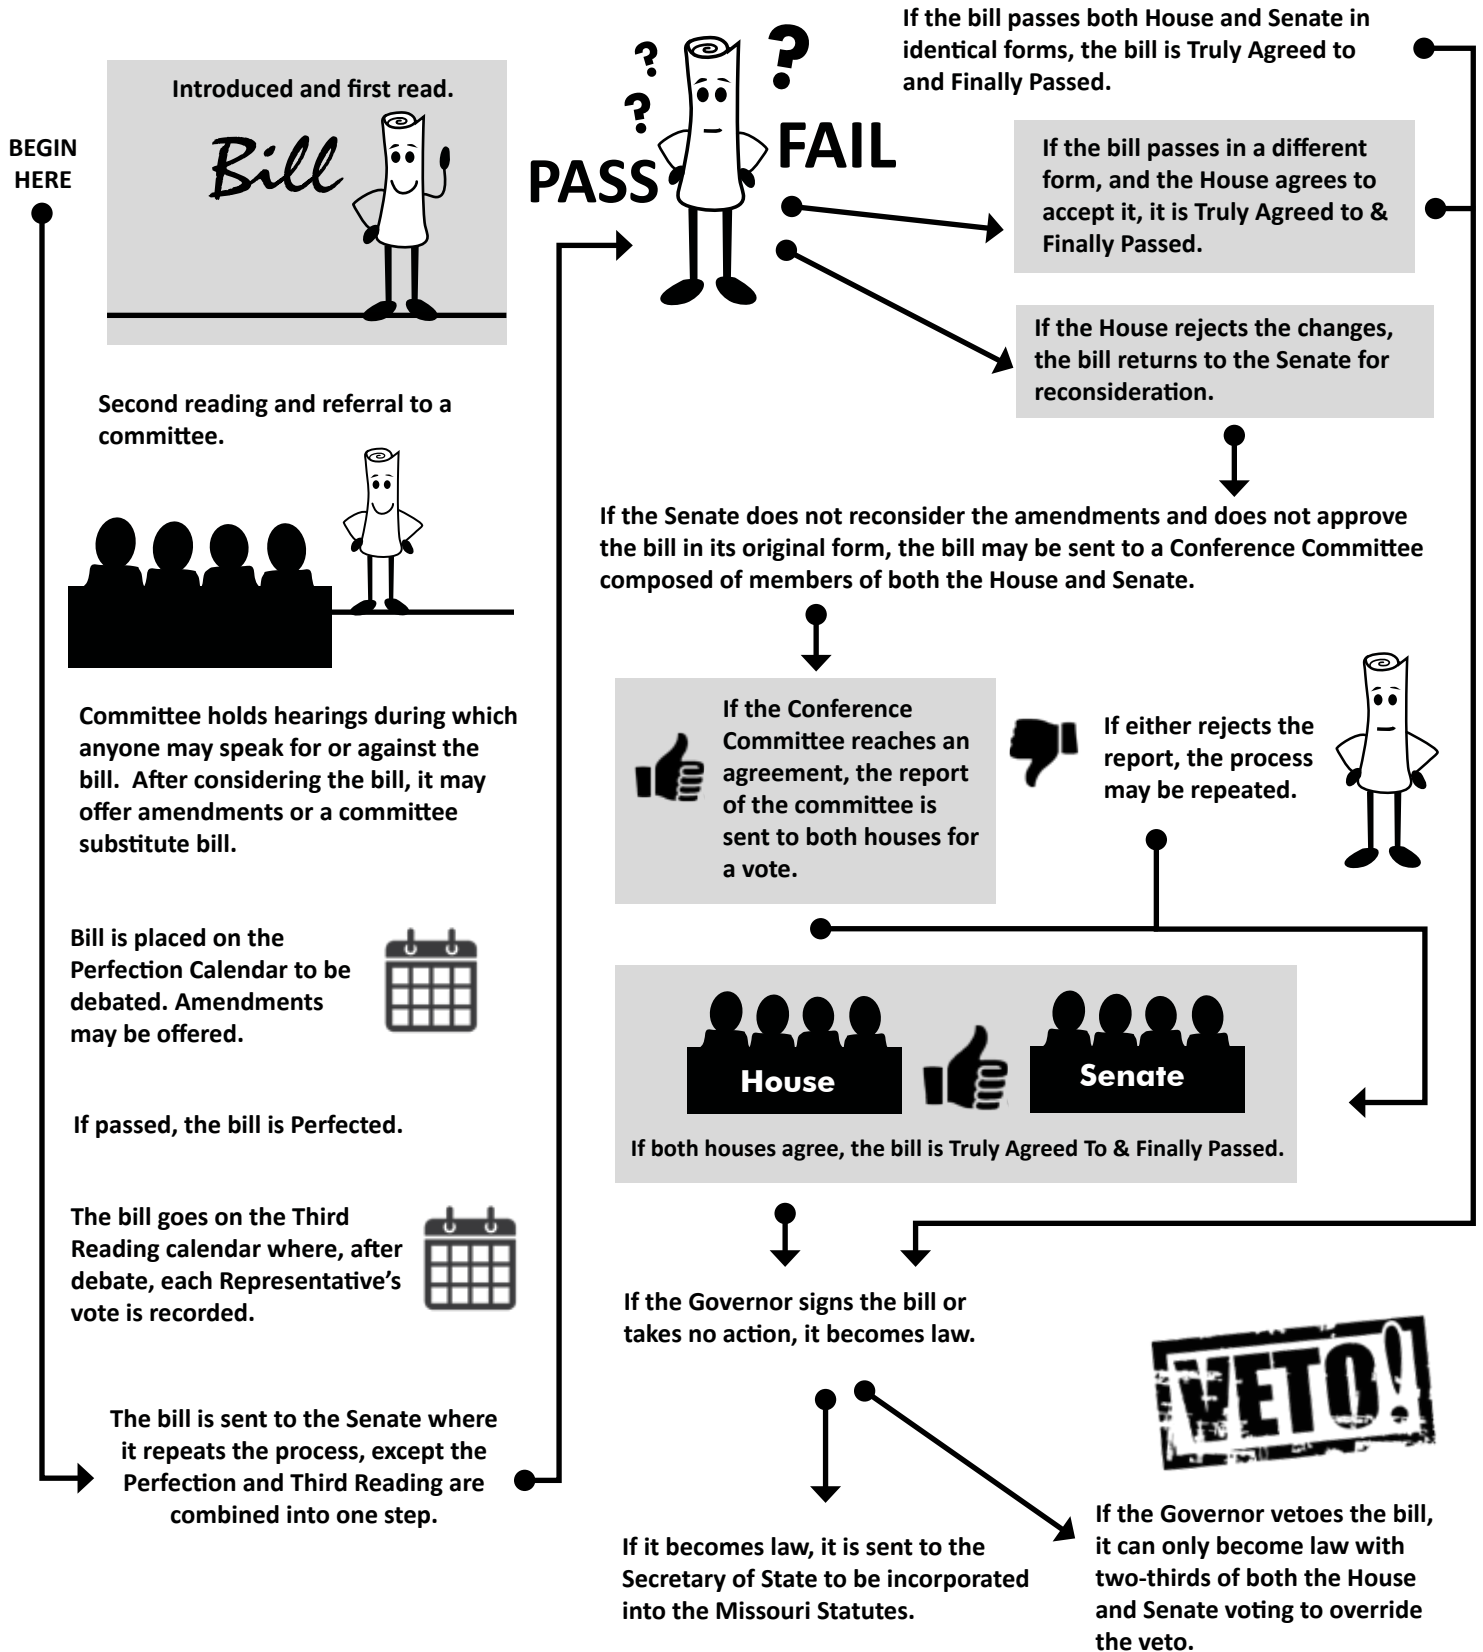 BEGIN
HERE
Introduced and first read.
Bill
Second reading and referral to a
committee.
Committee holds hearings during which
anyone may speak for or against the
bill.  After considering the bill, it may
offer amendments or a committee
substitute bill.
Bill is placed on the
Perfection Calendar to be
debated. Amendments
may be offered.
If passed, the bill is Perfected.
The bill goes on the Third
Reading calendar where, after
debate, each Representative’s
vote is recorded.
The bill is sent to the Senate where
it repeats the process, except the
Perfection and Third Reading are
combined into one step.
? ? ?
PASS FAIL
If the bill passes both House and Senate in
identical forms, the bill is Truly Agreed to
and Finally Passed.
If the bill passes in a different
form, and the House agrees to
accept it, it is Truly Agreed to &
Finally Passed.
If the House rejects the changes,
the bill returns to the Senate for
reconsideration.
If the Senate does not reconsider the amendments and does not approve
the bill in its original form, the bill may be sent to a Conference Committee
composed of members of both the House and Senate.
If the Conference
Committee reaches an
agreement, the report
of the committee is
sent to both houses for
a vote.
If either rejects the
report, the process
may be repeated.
House Senate
If both houses agree, the bill is Truly Agreed To & Finally Passed.
If the Governor signs the bill or
takes no action, it becomes law.
If it becomes law, it is sent to the
Secretary of State to be incorporated
into the Missouri Statutes.
VETO!
If the Governor vetoes the bill,
it can only become law with
two-thirds of both the House
and Senate voting to override
the veto.